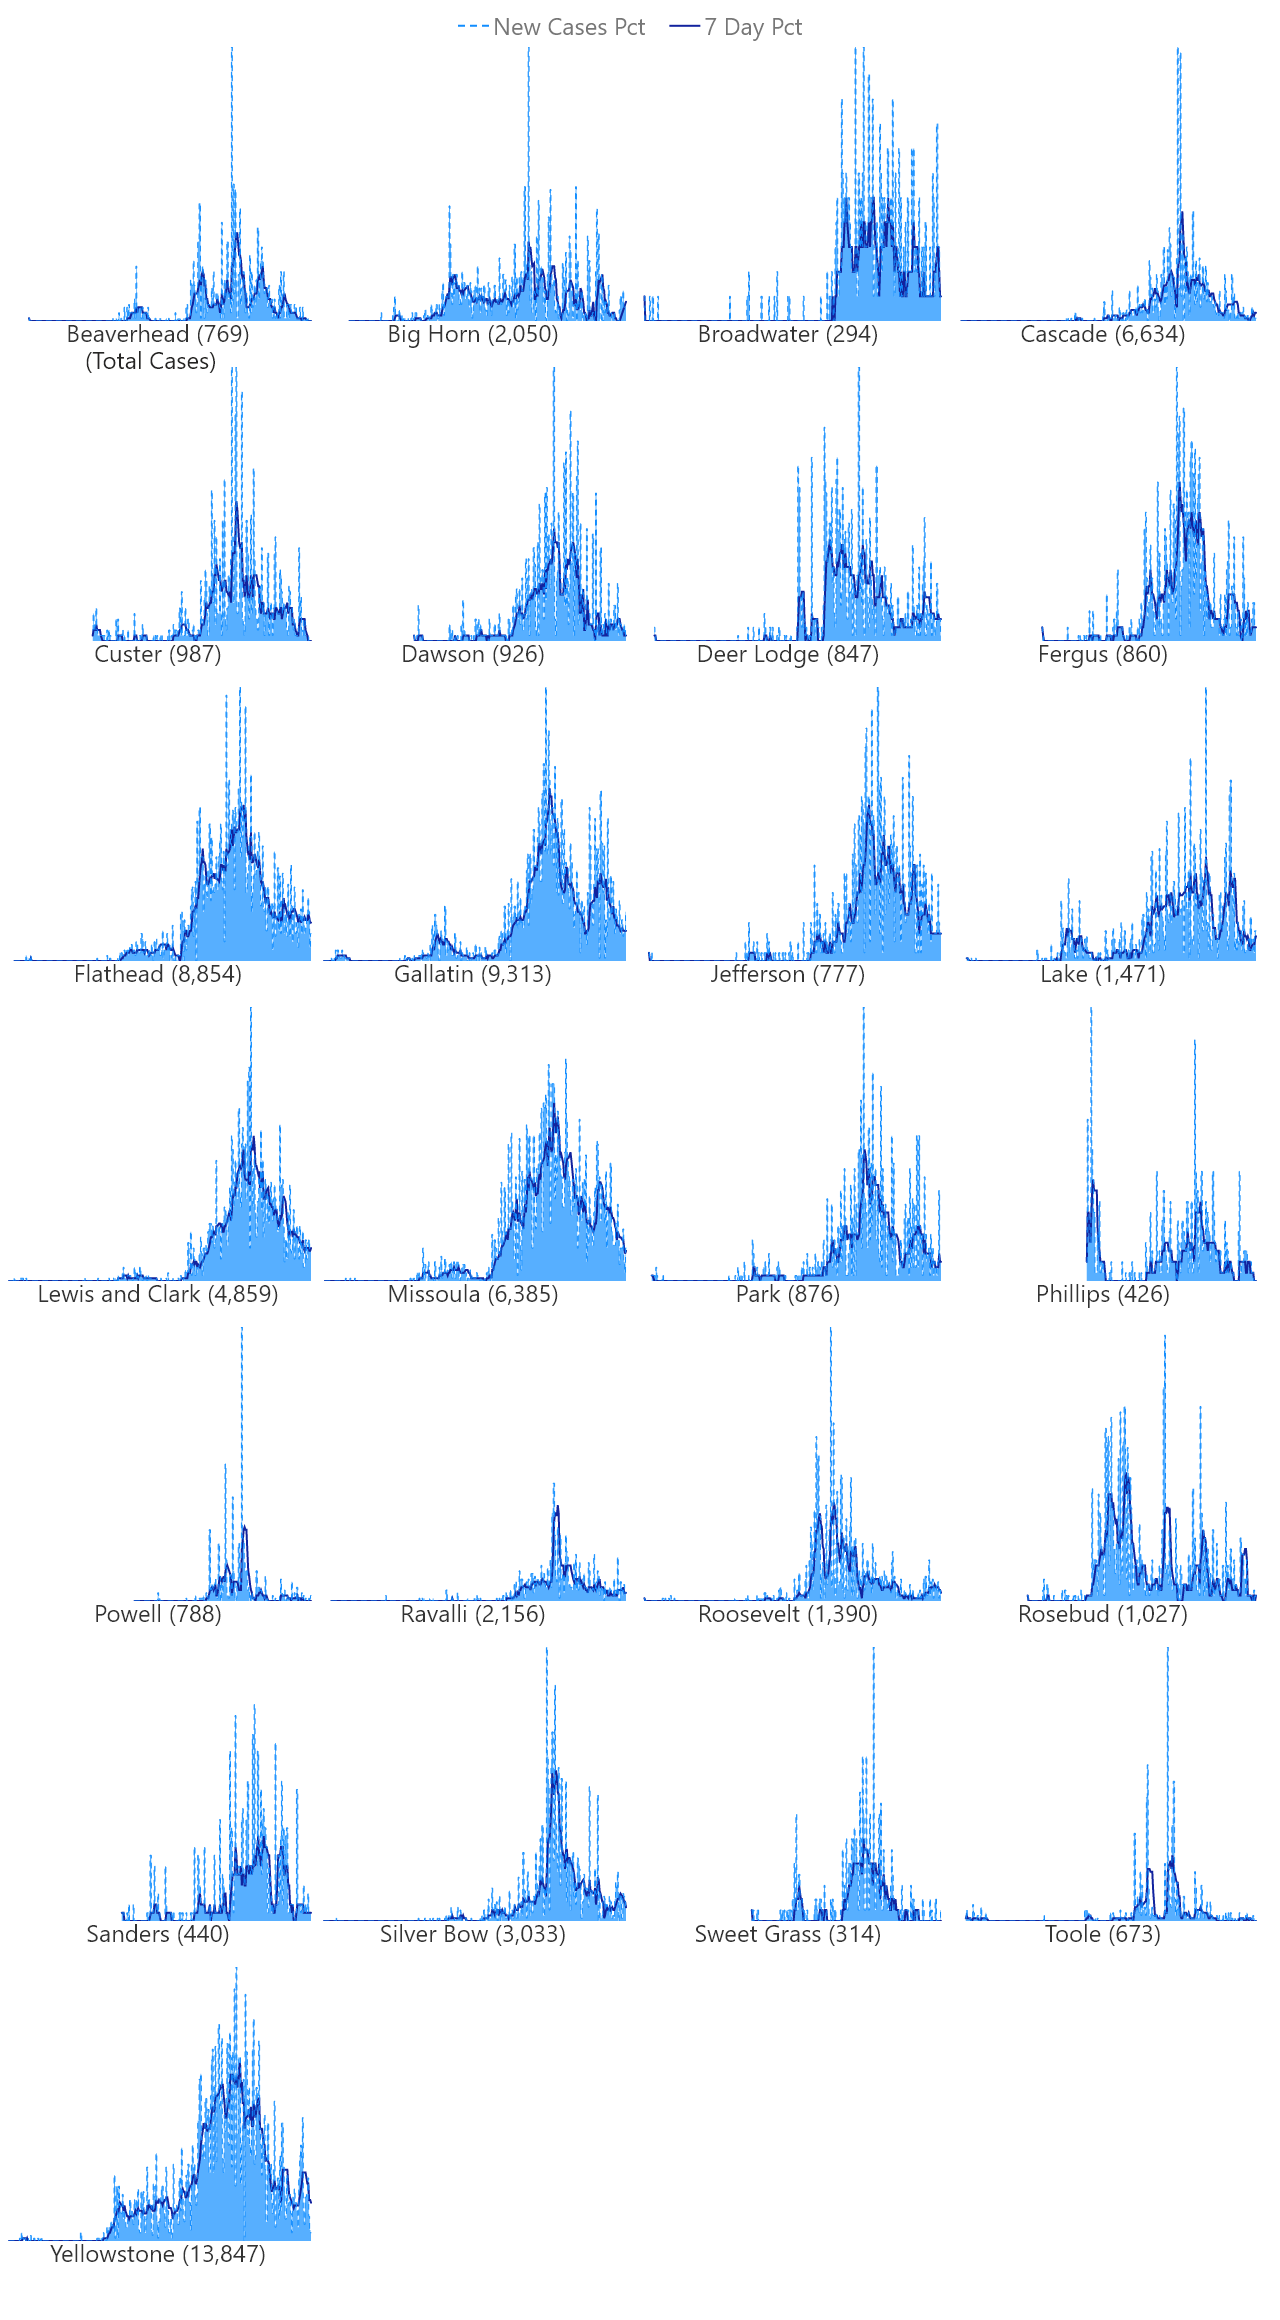 New Cases Pct 7 Day Pct
Beaverhead (769) Big Horn (2,050) Broadwater (294) Cascade (6,634)
(Total Cases)
Custer (987) Dawson (926) Deer Lodge (847) Fergus (860)
Flathead (8,854) Gallatin (9,313) Jefferson (777) Lake (1,471)
Lewis and Clark (4,859) Missoula (6,385) Park (876) Phillips (426)
Powell (788) Ravalli (2,156) Roosevelt (1,390) Rosebud (1,027)
Sanders (440) Silver Bow (3,033) Sweet Grass (314) Toole (673)
Yellowstone (13,847)